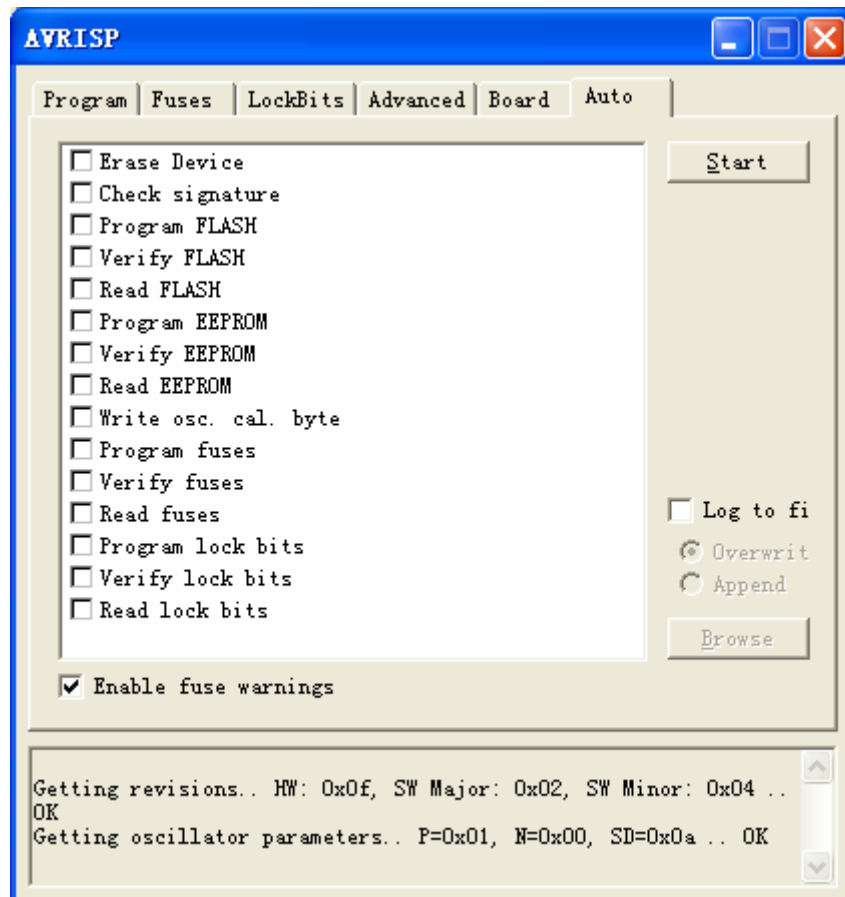 AVRISP
Program Fuses LockBits Advanced Board Auto
Erase Device
Check signature
Program FLASH
Verify FLASH
Read FLASH
Program EEPROM
Verify EEPROM
Read EEPROM
Write osc. cal. byte
Program fuses
Verify fuses
Read fuses
Program lock bits
Verify lock bits
Read lock bits
Start
Log to fi
Overwrit
Append
Browse
Enable fuse warnings
Getting revisions.. HW: 0x0f, SW Major: 0x02, SW Minor: 0x04 ..
OK
Getting oscillator parameters.. P=0x01, N=0x00, SD=0x0a .. OK